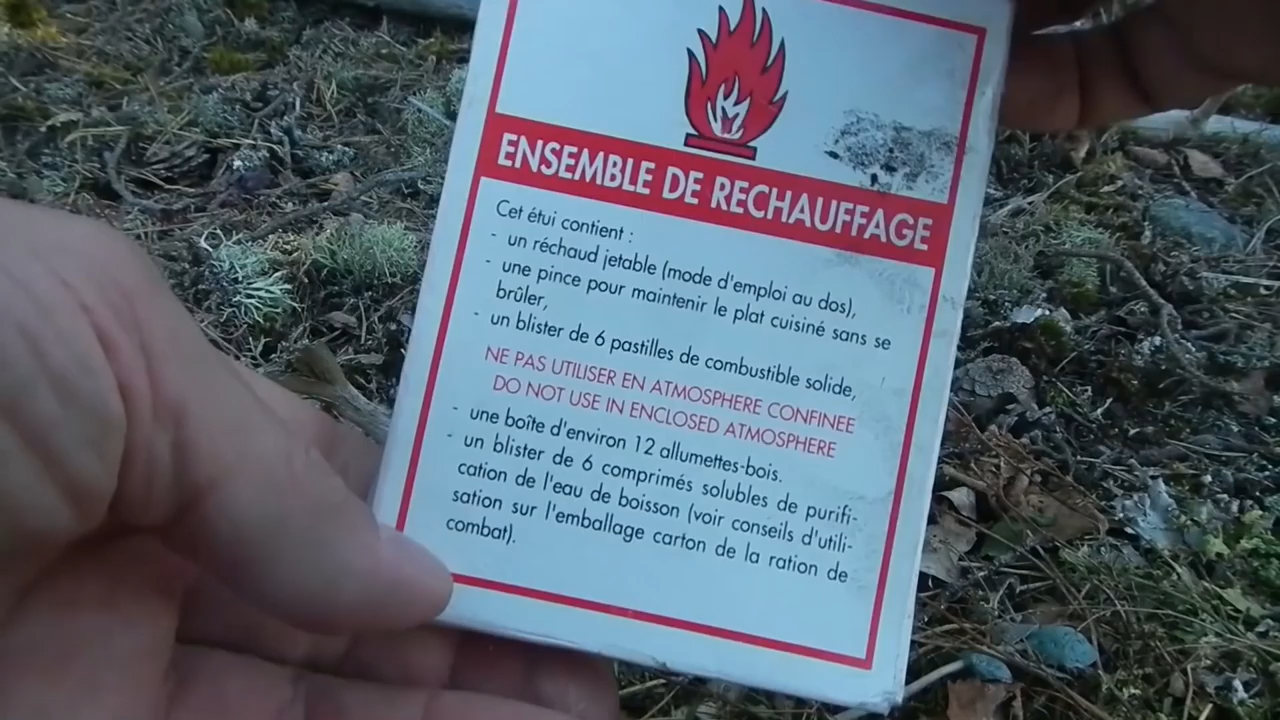 ENSEMBLE DE RECHAUFFAGE
Cet étui contient :
- un réchaud jetable (mode d'emploi au dos),
- une pince pour maintenir le plat cuisiné sans se
brûler,
- un blister de 6 pastilles de combustible solide,
NE PAS UTILISER EN ATMOSPHERE CONFINEE
DO NOT USE IN ENCLOSED ATMOSPHERE
- une boîte d'environ 12 allumettes-bois.
- un blister de 6 comprimés solubles de purifi-
cation de l'eau de boisson (voir conseils d'utili-
sation sur l'emballage carton de la ration de
combat).